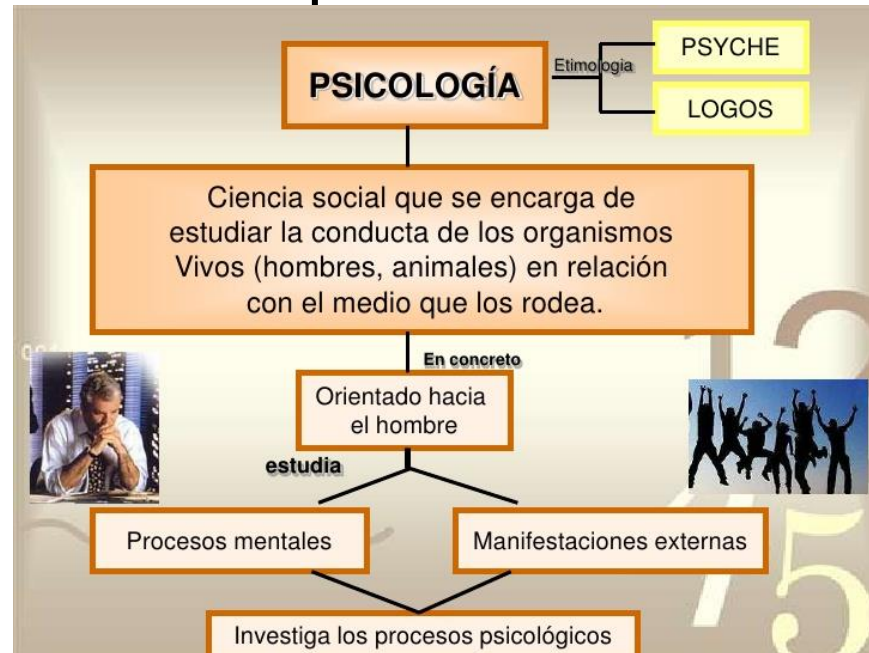 PSICOLOGÍA
Etimologia
PSYCHE
LOGOS
Ciencia social que se encarga de
estudiar la conducta de los organismos
Vivos (hombres, animales) en relación
con el medio que los rodea.
En concreto
Orientado hacia
el hombre
estudia
Procesos mentales
Manifestaciones externas
Investiga los procesos psicológicos